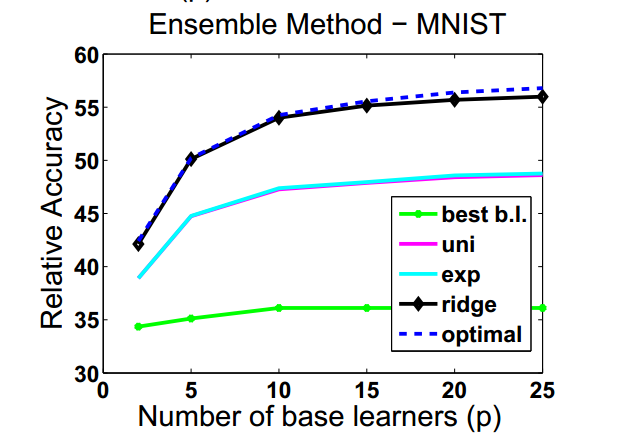 (p)
Ensemble Method − MNIST
60
55
50
45
40
35
30
Relative Accuracy
best b.l.
uni
exp
ridge
optimal
0 5 10 15 20 25
Number of base learners (p)